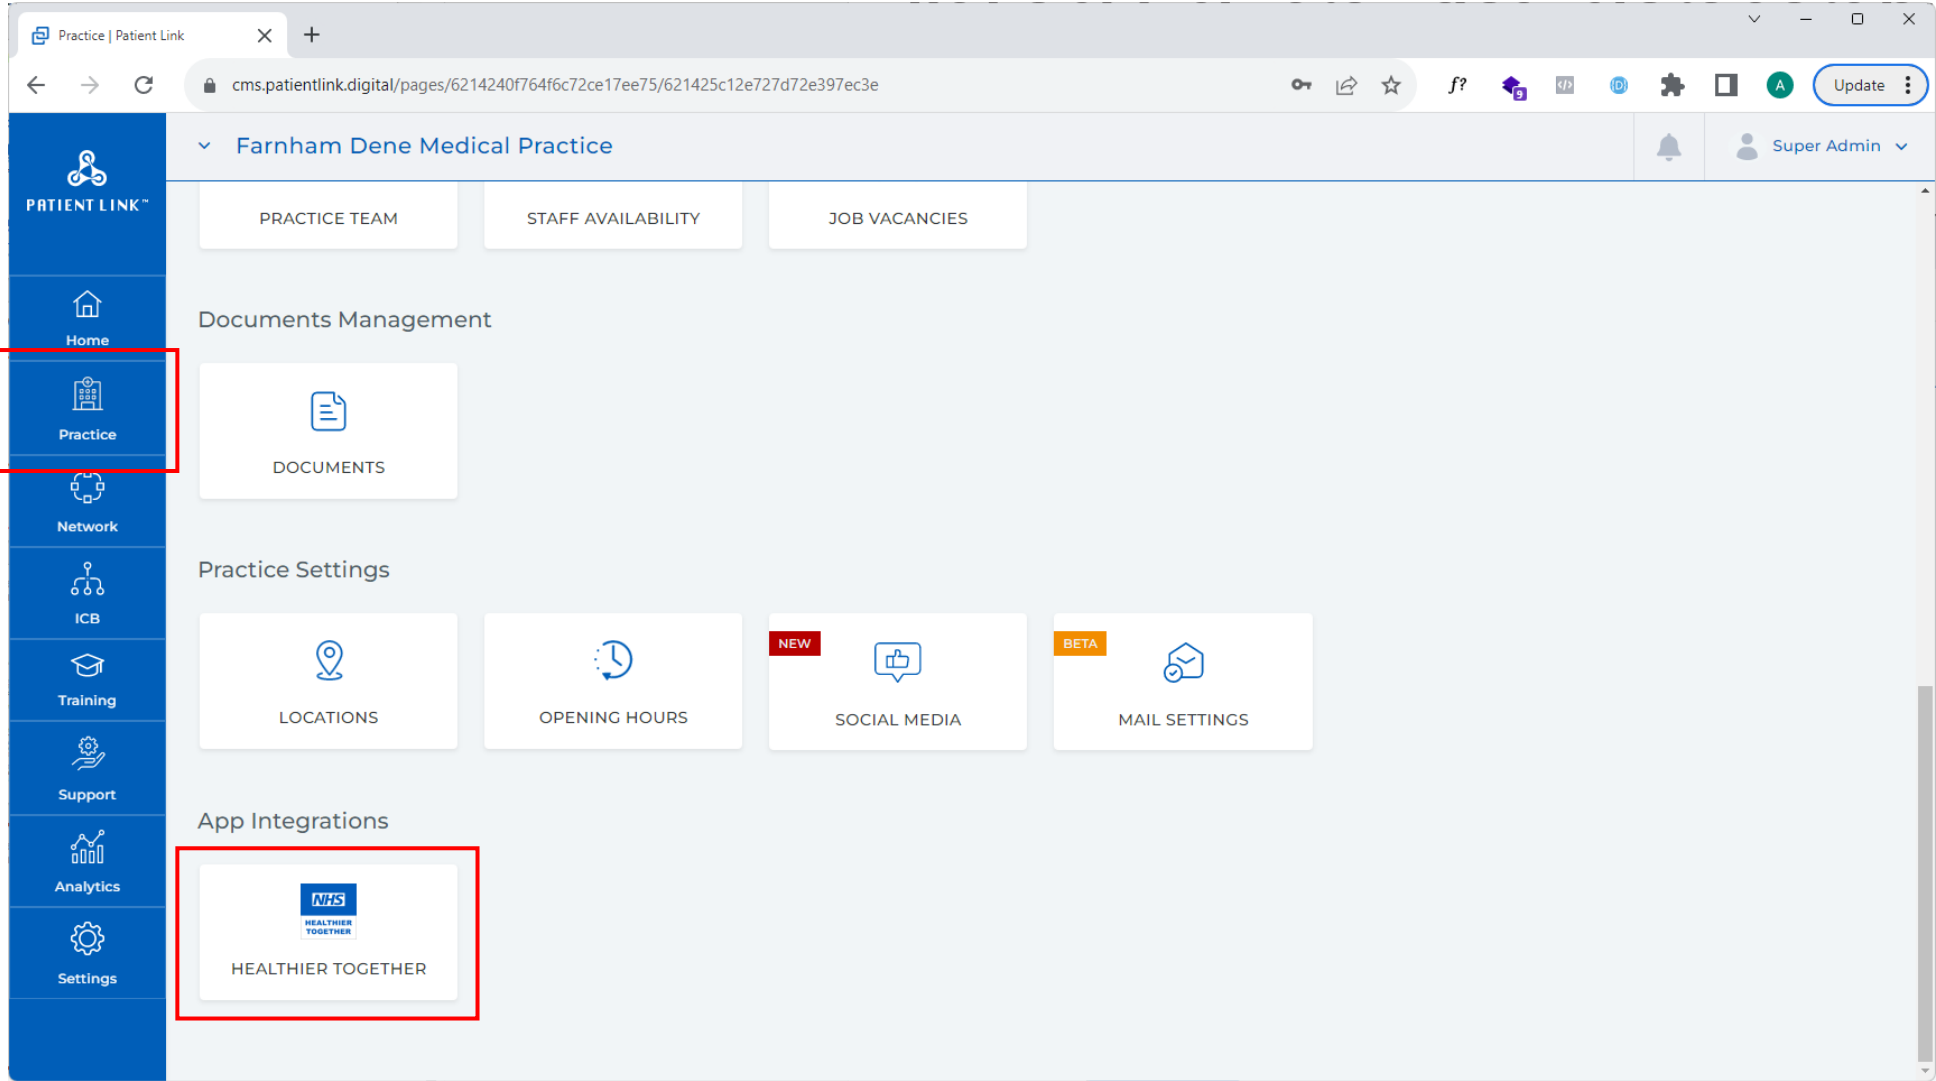 Practice | Patient Link
cms.patientlink.digital/pages/6214240f764f6c72ce17ee75/621425c12e727d72e397ec3e
f?
9
</>
D
A
Update
PATIENT LINK™
Farnham Dene Medical Practice
Super Admin
PRACTICE TEAM
STAFF AVAILABILITY
JOB VACANCIES
Home
Practice
Network
ICB
Training
Support
Analytics
Settings
Documents Management
DOCUMENTS
Practice Settings
LOCATIONS
OPENING HOURS
NEW
SOCIAL MEDIA
BETA
MAIL SETTINGS
App Integrations
NHS
HEALTHIER
TOGETHER
HEALTHIER TOGETHER